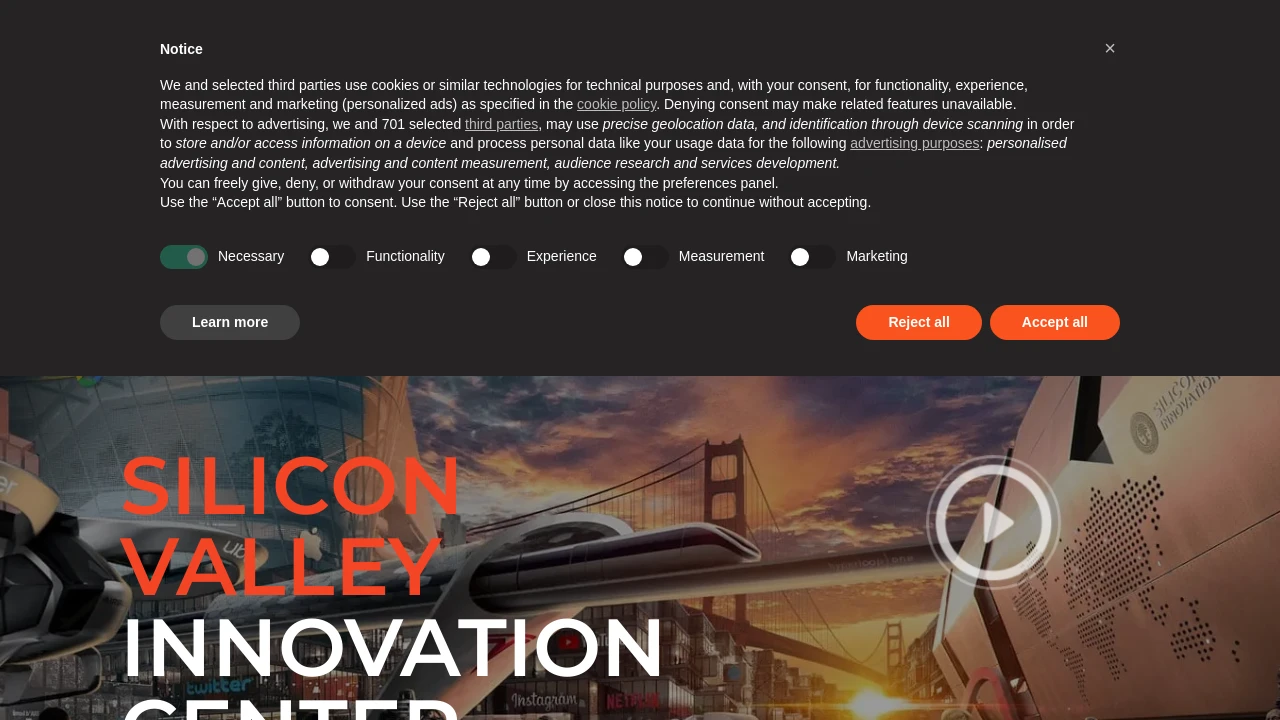 Notice
×
We and selected third parties use cookies or similar technologies for technical purposes and, with your consent, for functionality, experience,
measurement and marketing (personalized ads) as specified in the cookie policy. Denying consent may make related features unavailable.
With respect to advertising, we and 701 selected third parties, may use precise geolocation data, and identification through device scanning in order
to store and/or access information on a device and process personal data like your usage data for the following advertising purposes: personalised
advertising and content, advertising and content measurement, audience research and services development.
You can freely give, deny, or withdraw your consent at any time by accessing the preferences panel.
Use the “Accept all” button to consent. Use the “Reject all” button or close this notice to continue without accepting.
Necessary Functionality Experience Measurement Marketing
Learn more Reject all Accept all
SILICON
VALLEY
INNOVATION
CENTER
hyperloop one
twitter
Instagram
NETFLIX